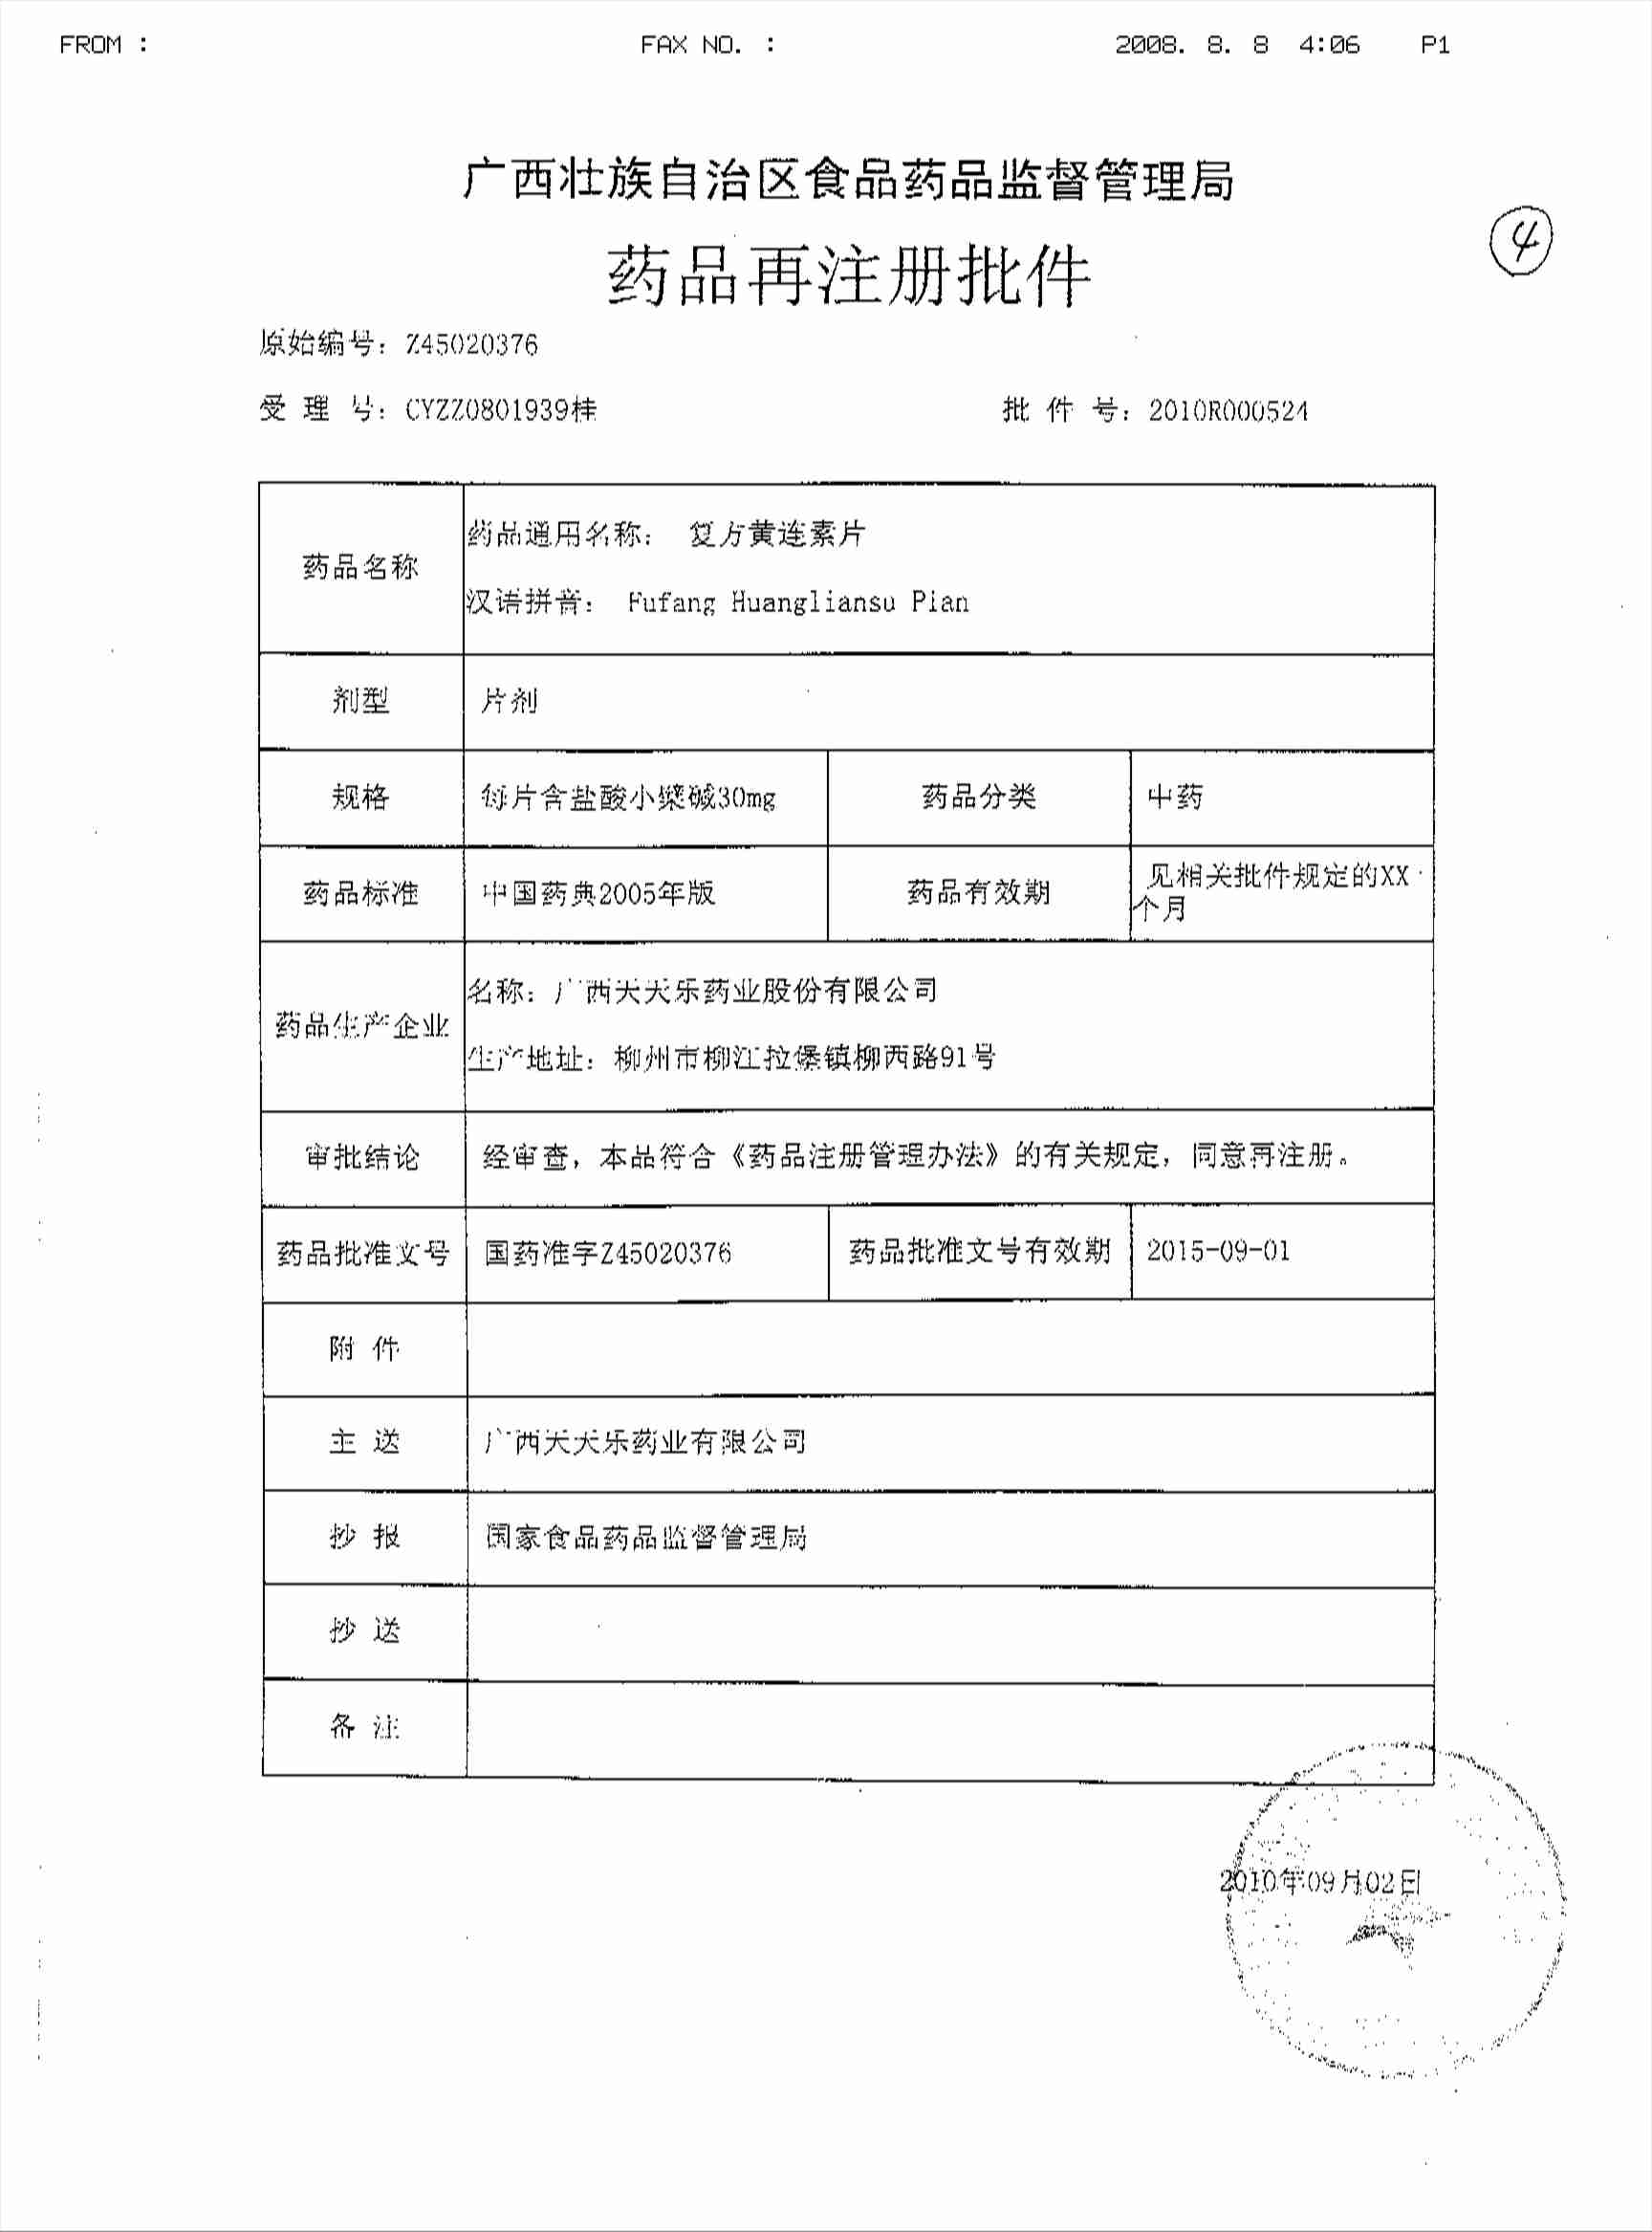 FROM :    FAX NO. :    2008. 8. 8  4:06    P1
广西壮族自治区食品药品监督管理局
④
药品再注册批件
原始编号：Z45020376
受 理 号：CYZZ0801939桂    批 件 号：2010R000524
药品名称
药品通用名称： 复方黄连素片
汉语拼音： Fufang Huangliansu Pian
剂型 片剂
规格 每片含盐酸小檗碱30mg 药品分类 中药
药品标准 中国药典2005年版 药品有效期 见相关批件规定的XX
个月
药品生产企业
名称：广西天天乐药业股份有限公司
生产地址：柳州市柳江拉堡镇柳西路91号
审批结论 经审查，本品符合《药品注册管理办法》的有关规定，同意再注册。
药品批准文号 国药准字Z45020376 药品批准文号有效期 2015-09-01
附 件
主 送 广西天天乐药业有限公司
抄 报 国家食品药品监督管理局
抄 送
备 注
2010年09月02日